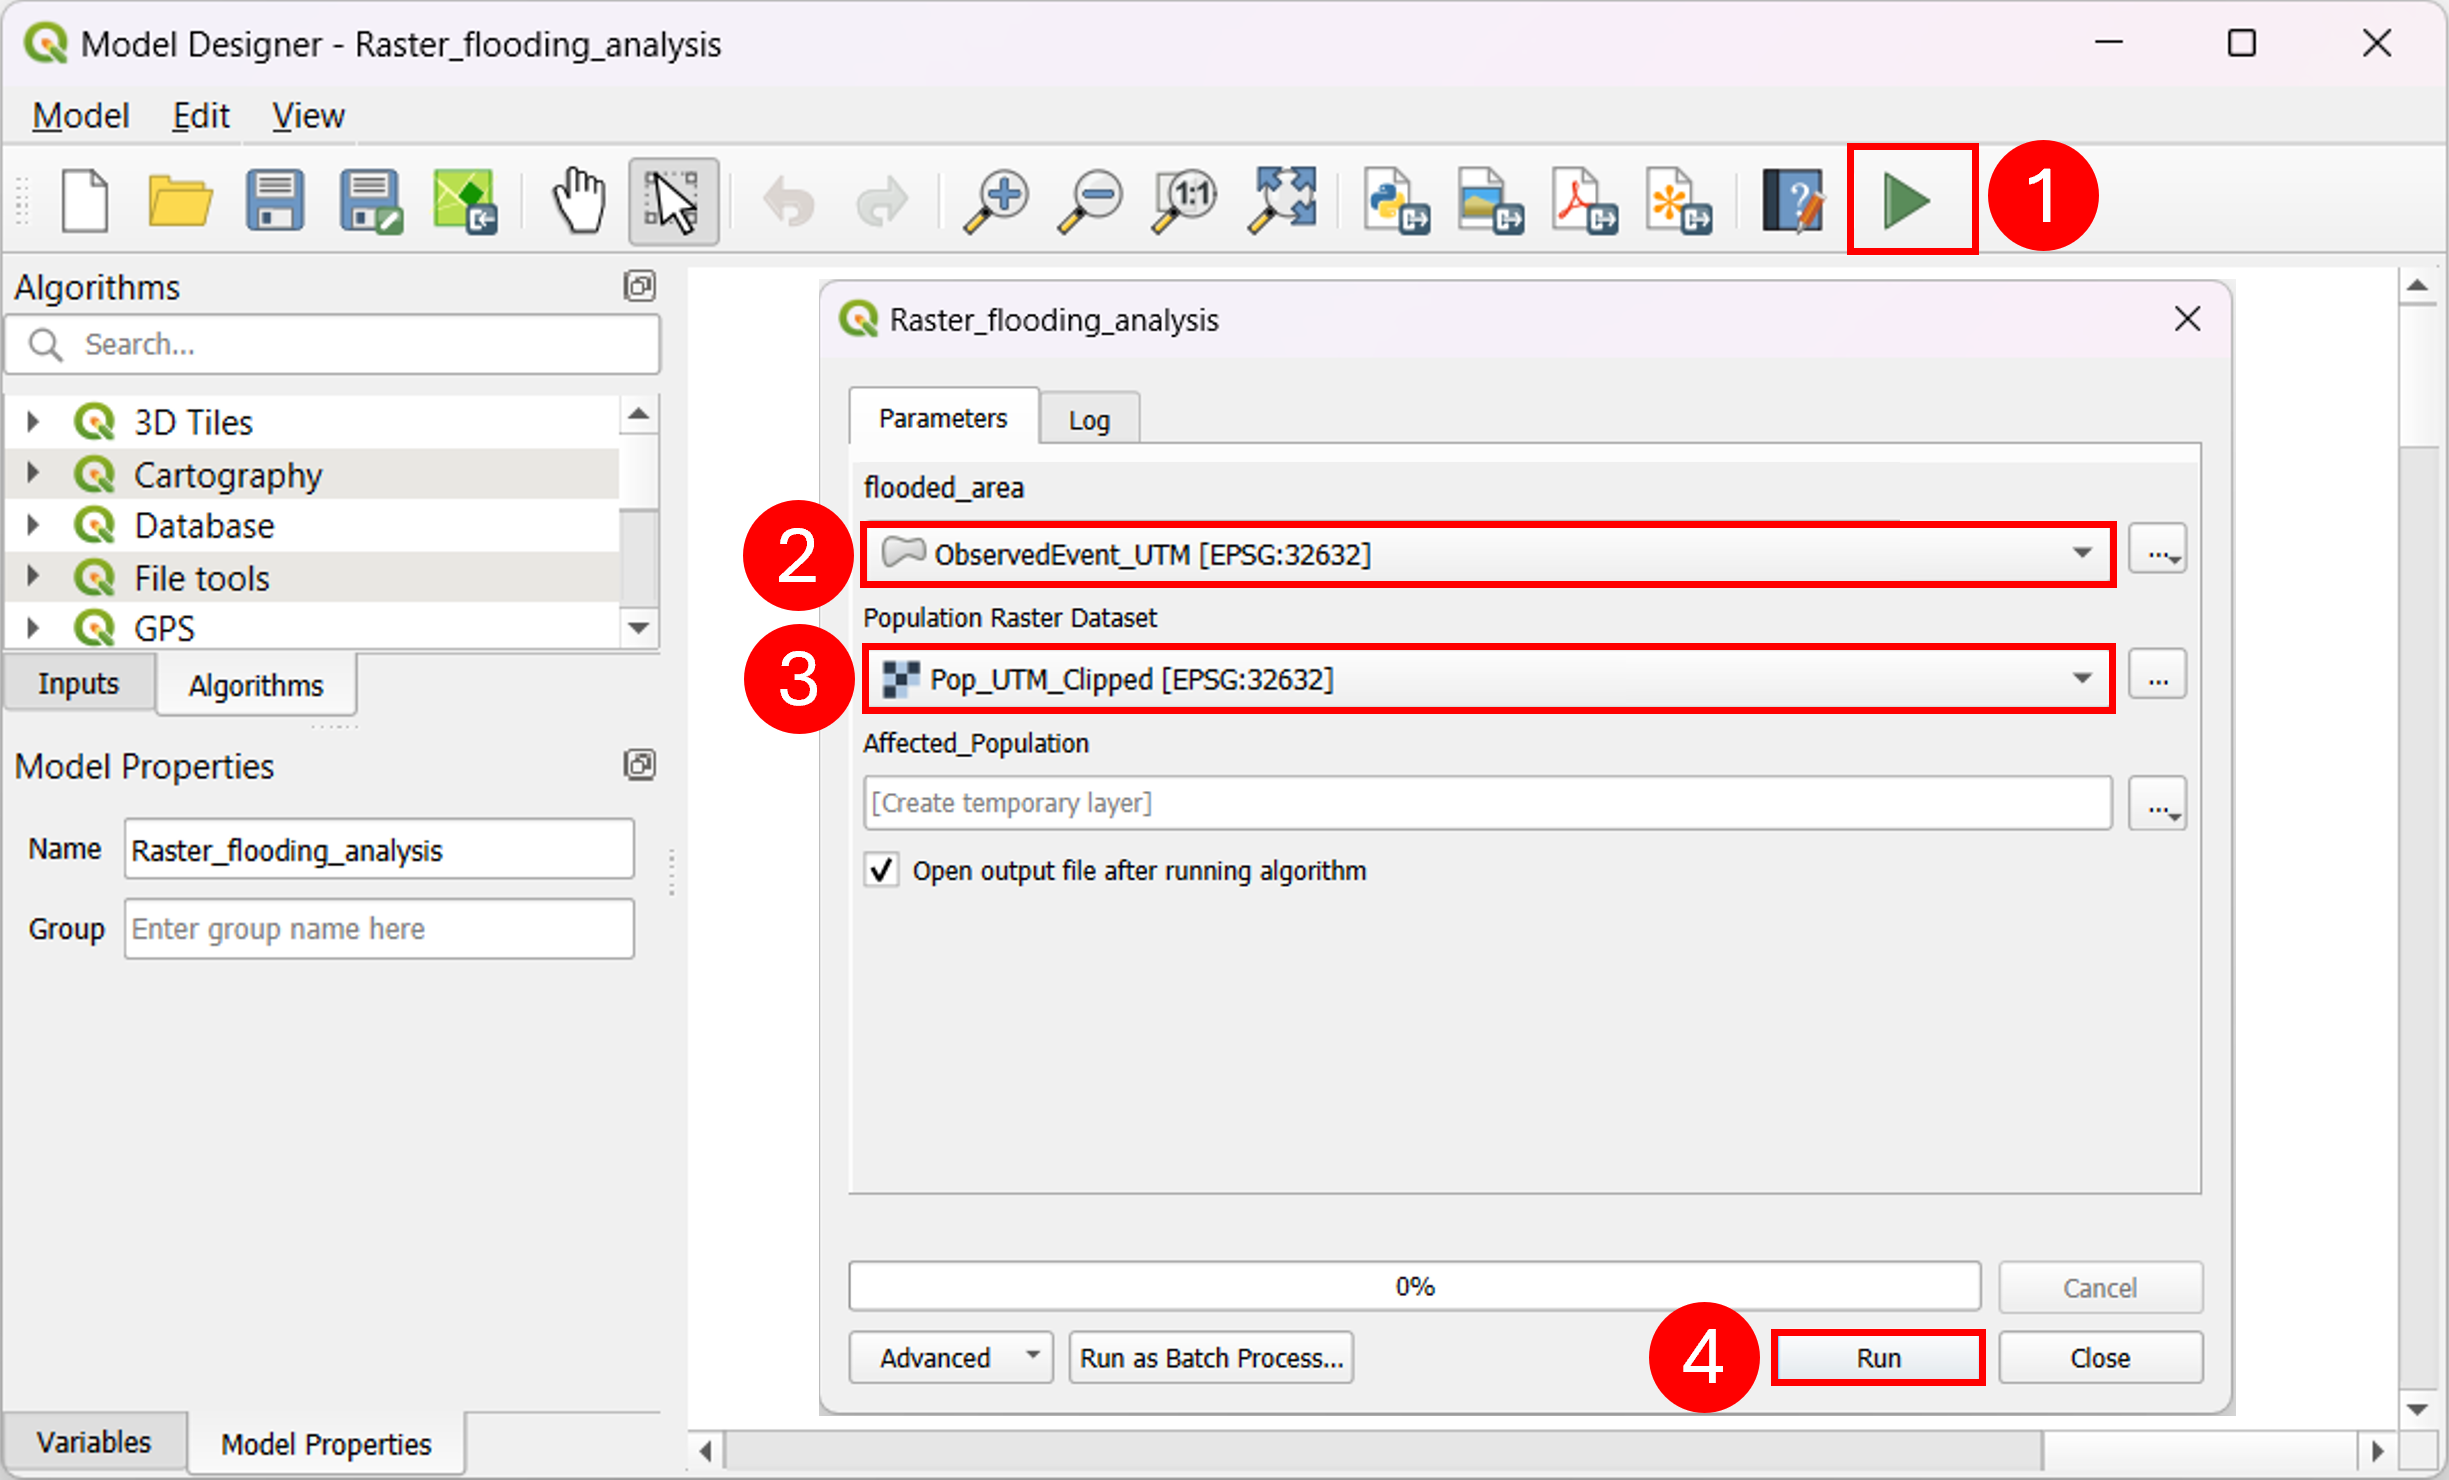 Model Designer - Raster_flooding_analysis
Model Edit View
1:1
?
1
Algorithms
Search...
3D Tiles
Cartography
Database
File tools
GPS
Inputs Algorithms
Model Properties
Name Raster_flooding_analysis
Group Enter group name here
Variables Model Properties
Raster_flooding_analysis
Parameters Log
flooded_area
2 ObservedEvent_UTM [EPSG:32632] ...
Population Raster Dataset
3 Pop_UTM_Clipped [EPSG:32632] ...
Affected_Population
[Create temporary layer] ...
Open output file after running algorithm
0% Cancel
Advanced Run as Batch Process... 4 Run Close